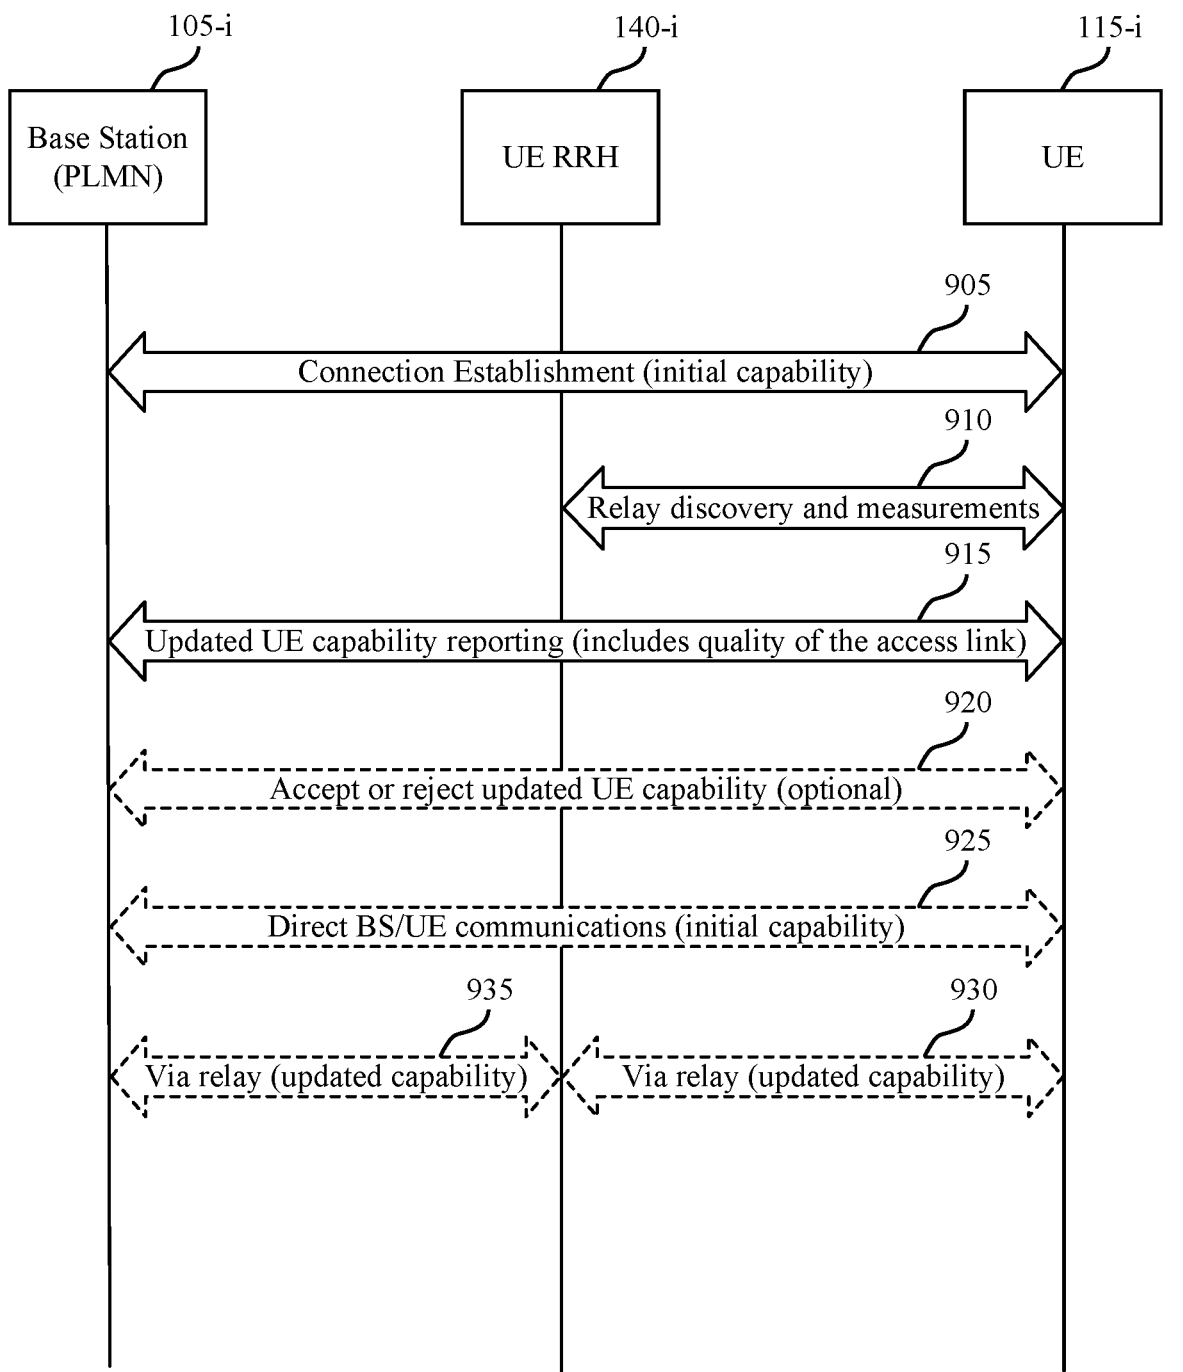 105-i
140-i
115-i
Base Station
(PLMN)
UE RRH
UE
905
Connection Establishment (initial capability)
910
Relay discovery and measurements
915
Updated UE capability reporting (includes quality of the access link)
920
Accept or reject updated UE capability (optional)
925
Direct BS/UE communications (initial capability)
935
930
Via relay (updated capability)
Via relay (updated capability)